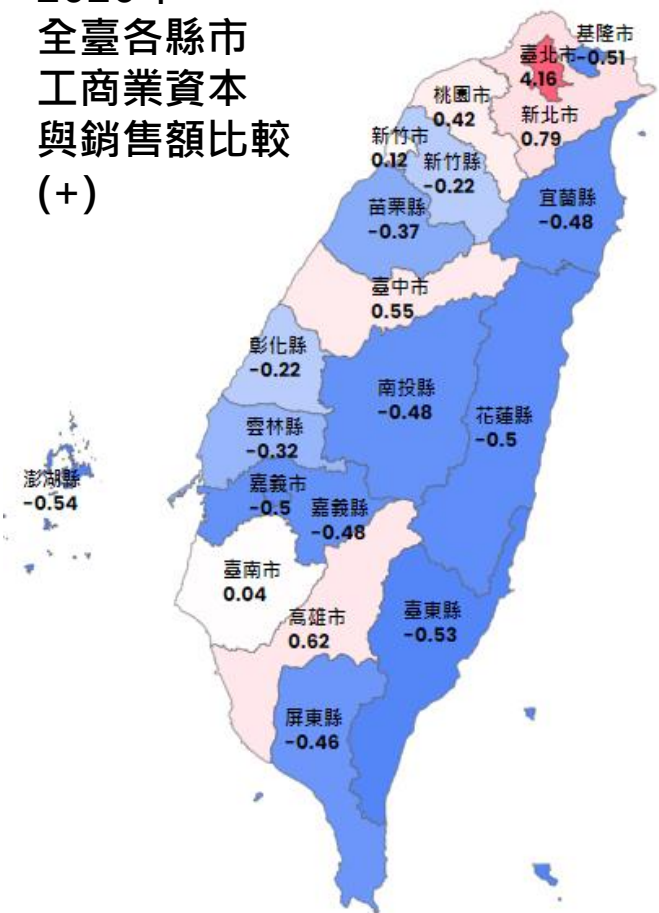 全臺各縣市
工商業資本
與銷售額比較
(+)
基隆市
-0.51
臺北市
4.16
桃園市
0.42
新北市
0.79
新竹市
0.12
新竹縣
-0.22
宜蘭縣
-0.48
苗栗縣
-0.37
臺中市
0.55
彰化縣
-0.22
南投縣
-0.48
花蓮縣
-0.5
雲林縣
-0.32
澎湖縣
-0.54
嘉義市
-0.5
嘉義縣
-0.48
臺南市
0.04
高雄市
0.62
臺東縣
-0.53
屏東縣
-0.46